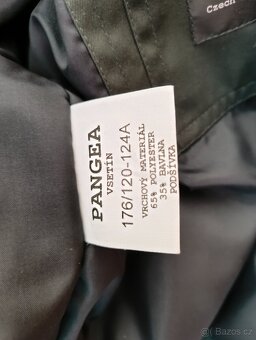 Czech
PANGEA
VSETÍN
176/120-124A
VRCHOVÝ MATERIÁL
65% POLYESTER
35% BAVLNA
PODŠÍVKA
bazos.cz